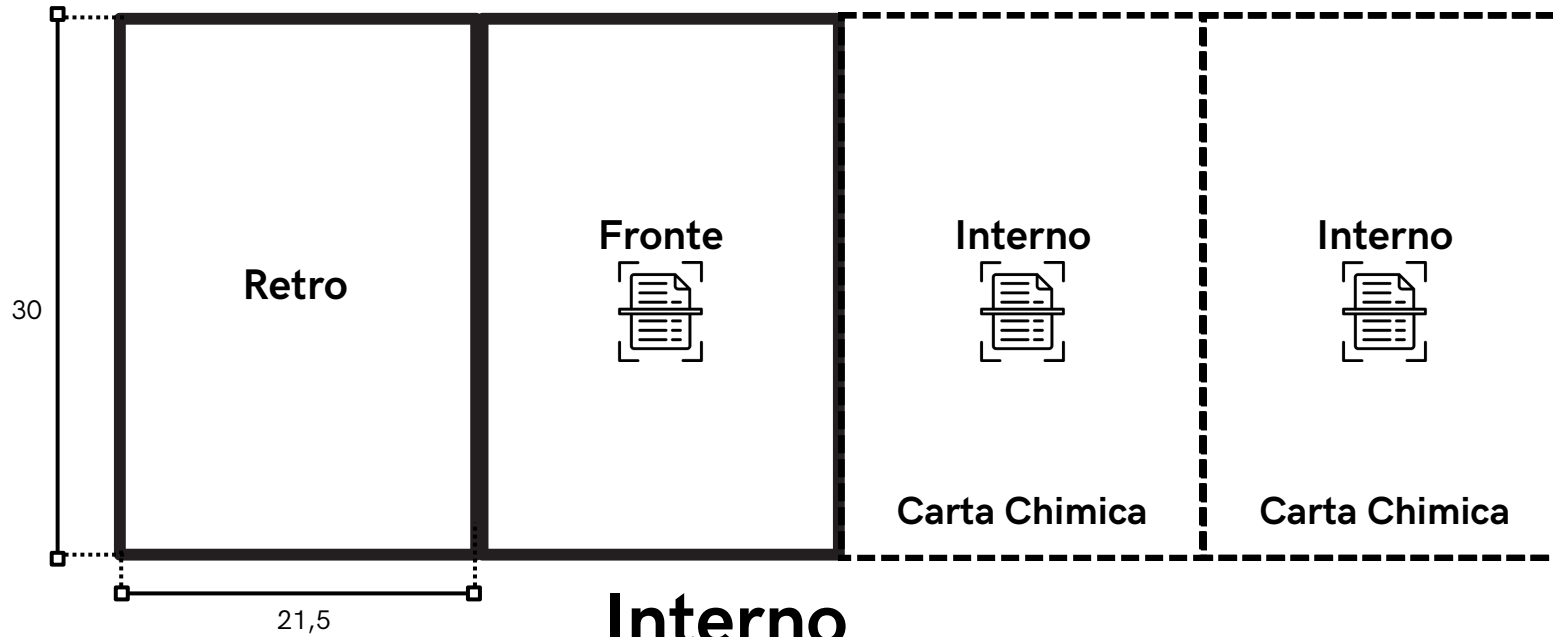 Retro
Fronte
Interno
Interno
30
Carta Chimica
Carta Chimica
21,5
Interno